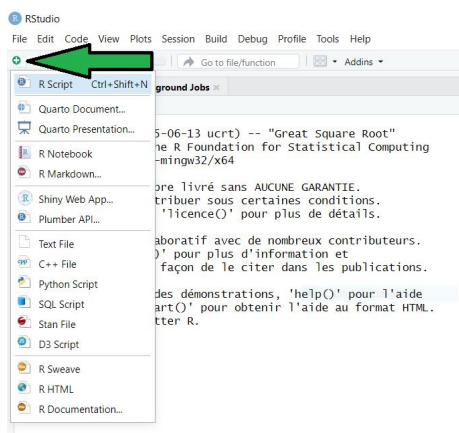 RStudio
File Edit Code View Plots Session Build Debug Profile Tools Help
Go to file/function Addins
R Script Ctrl+Shift+N
ground Jobs
Quarto Document...
Quarto Presentation...
5-06-13 ucrt) -- "Great Square Root"
he R Foundation for Statistical Computing
R Notebook
-mingw32/x64
R Markdown...
bre livré sans AUCUNE GARANTIE.
Shiny Web App...
tribuer sous certaines conditions.
Plumber API...
'licence()' pour plus de détails.
Text File
aboratif avec de nombreux contributeurs.
C++ File
)' pour plus d'information et
Python Script
façon de le citer dans les publications.
SQL Script
des démonstrations, 'help()' pour l'aide
Stan File
art()' pour obtenir l'aide au format HTML.
D3 Script
tter R.
R Sweave
R HTML
R Documentation...